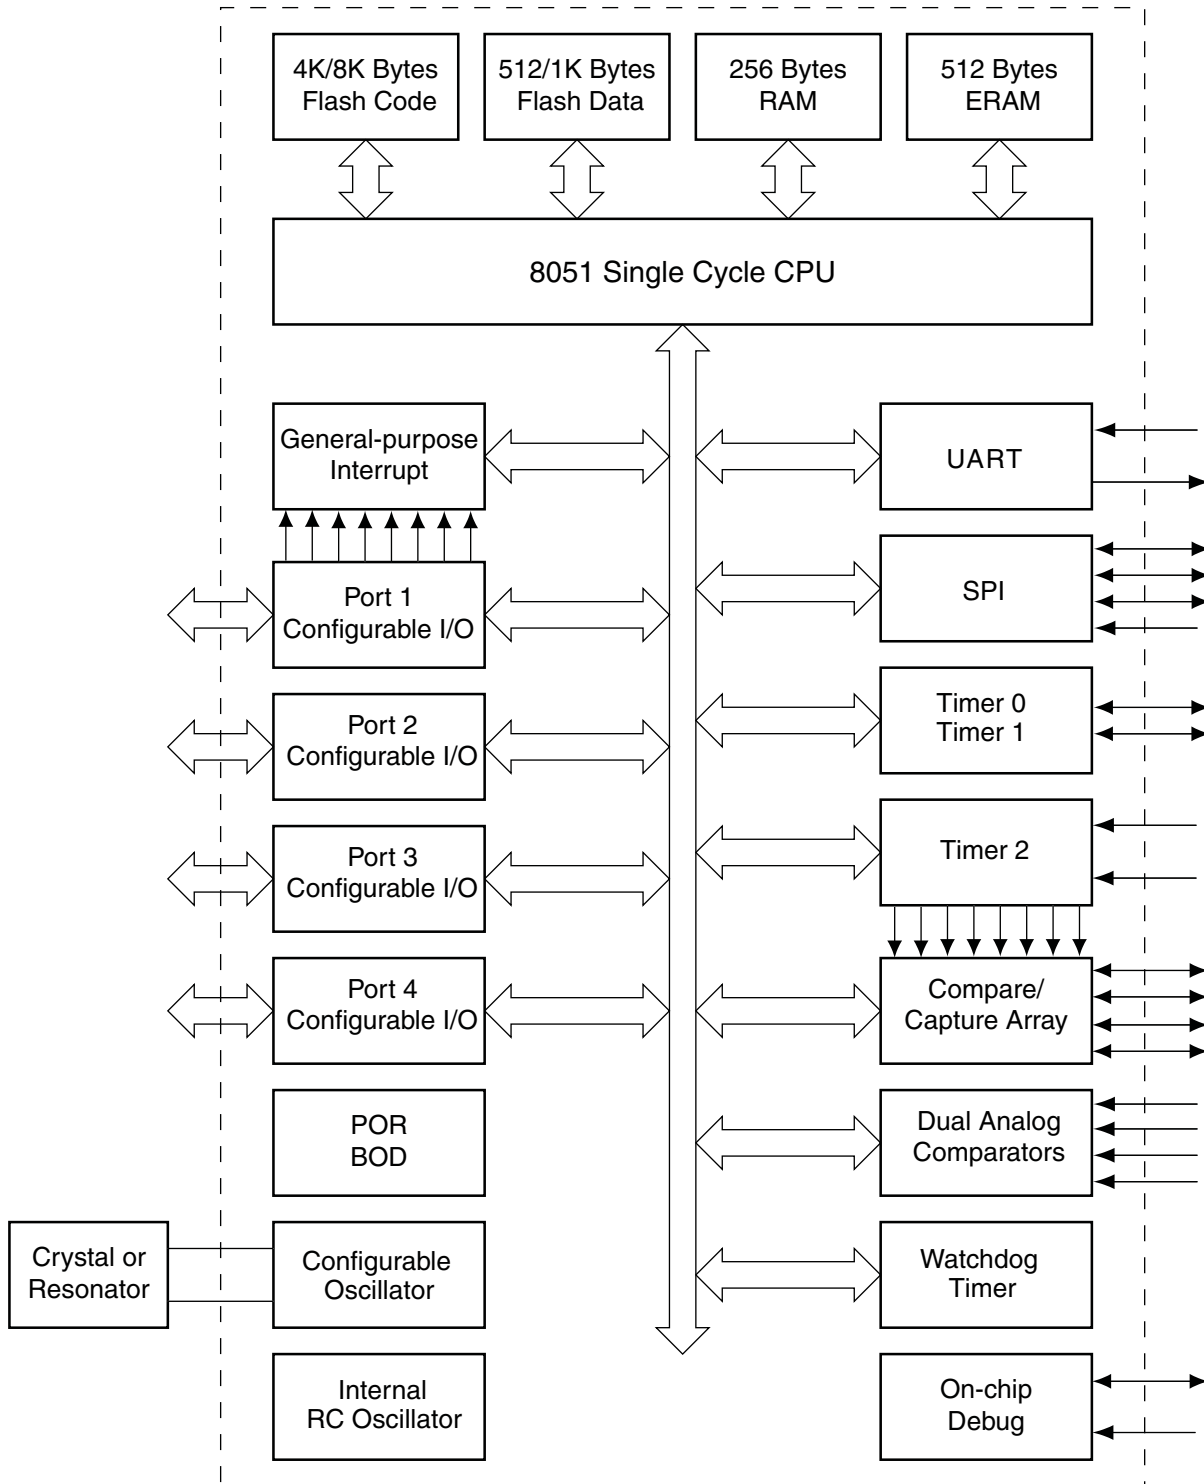 4K/8K Bytes
Flash Code
512/1K Bytes
Flash Data
256 Bytes
RAM
512 Bytes
ERAM
8051 Single Cycle CPU
General-purpose
Interrupt
UART
Port 1
Configurable I/O
SPI
Port 2
Configurable I/O
Timer 0
Timer 1
Port 3
Configurable I/O
Timer 2
Port 4
Configurable I/O
Compare/
Capture Array
POR
BOD
Dual Analog
Comparators
Crystal or
Resonator
Configurable
Oscillator
Watchdog
Timer
Internal
RC Oscillator
On-chip
Debug